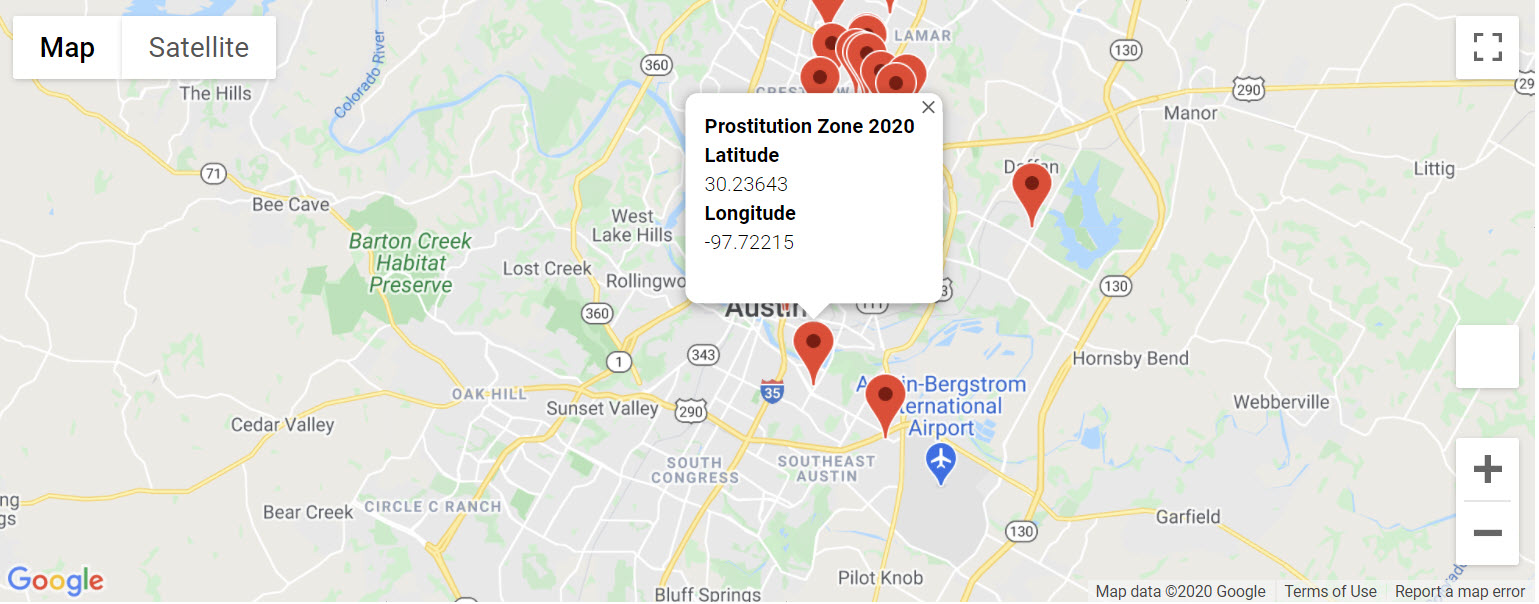 Map
Satellite
LAMAR
130
360
290
29
The Hills
Colorado River
Manor
Prostitution Zone 2020
Latitude
30.23643
Longitude
-97.72215
71
Bee Cave
Littig
West
Lake Hills
Barton Creek
Habitat
Preserve
Lost Creek
130
360
Austin
111
343
1
Hornsby Bend
35
OAK HILL
Sunset Valley
290
International
Airport
Webberville
Cedar Valley
SOUTH
CONGRESS
SOUTHEAST
AUSTIN
Bear Creek
CIRCLE C RANCH
Garfield
130
Pilot Knob
Bluff Springs
Google
Map data ©2020 Google
Terms of Use
Report a map error